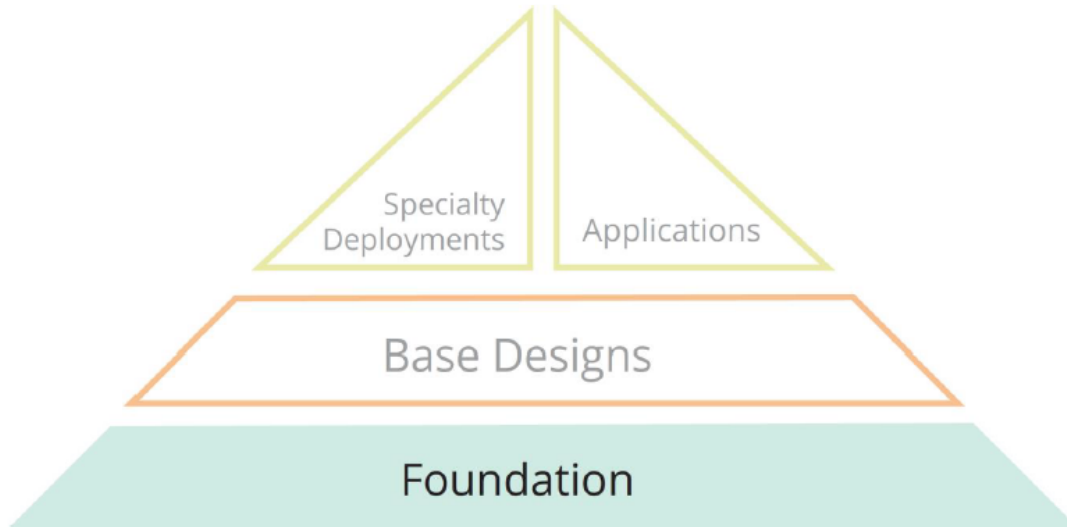 Specialty
Deployments
Applications
Base Designs
Foundation